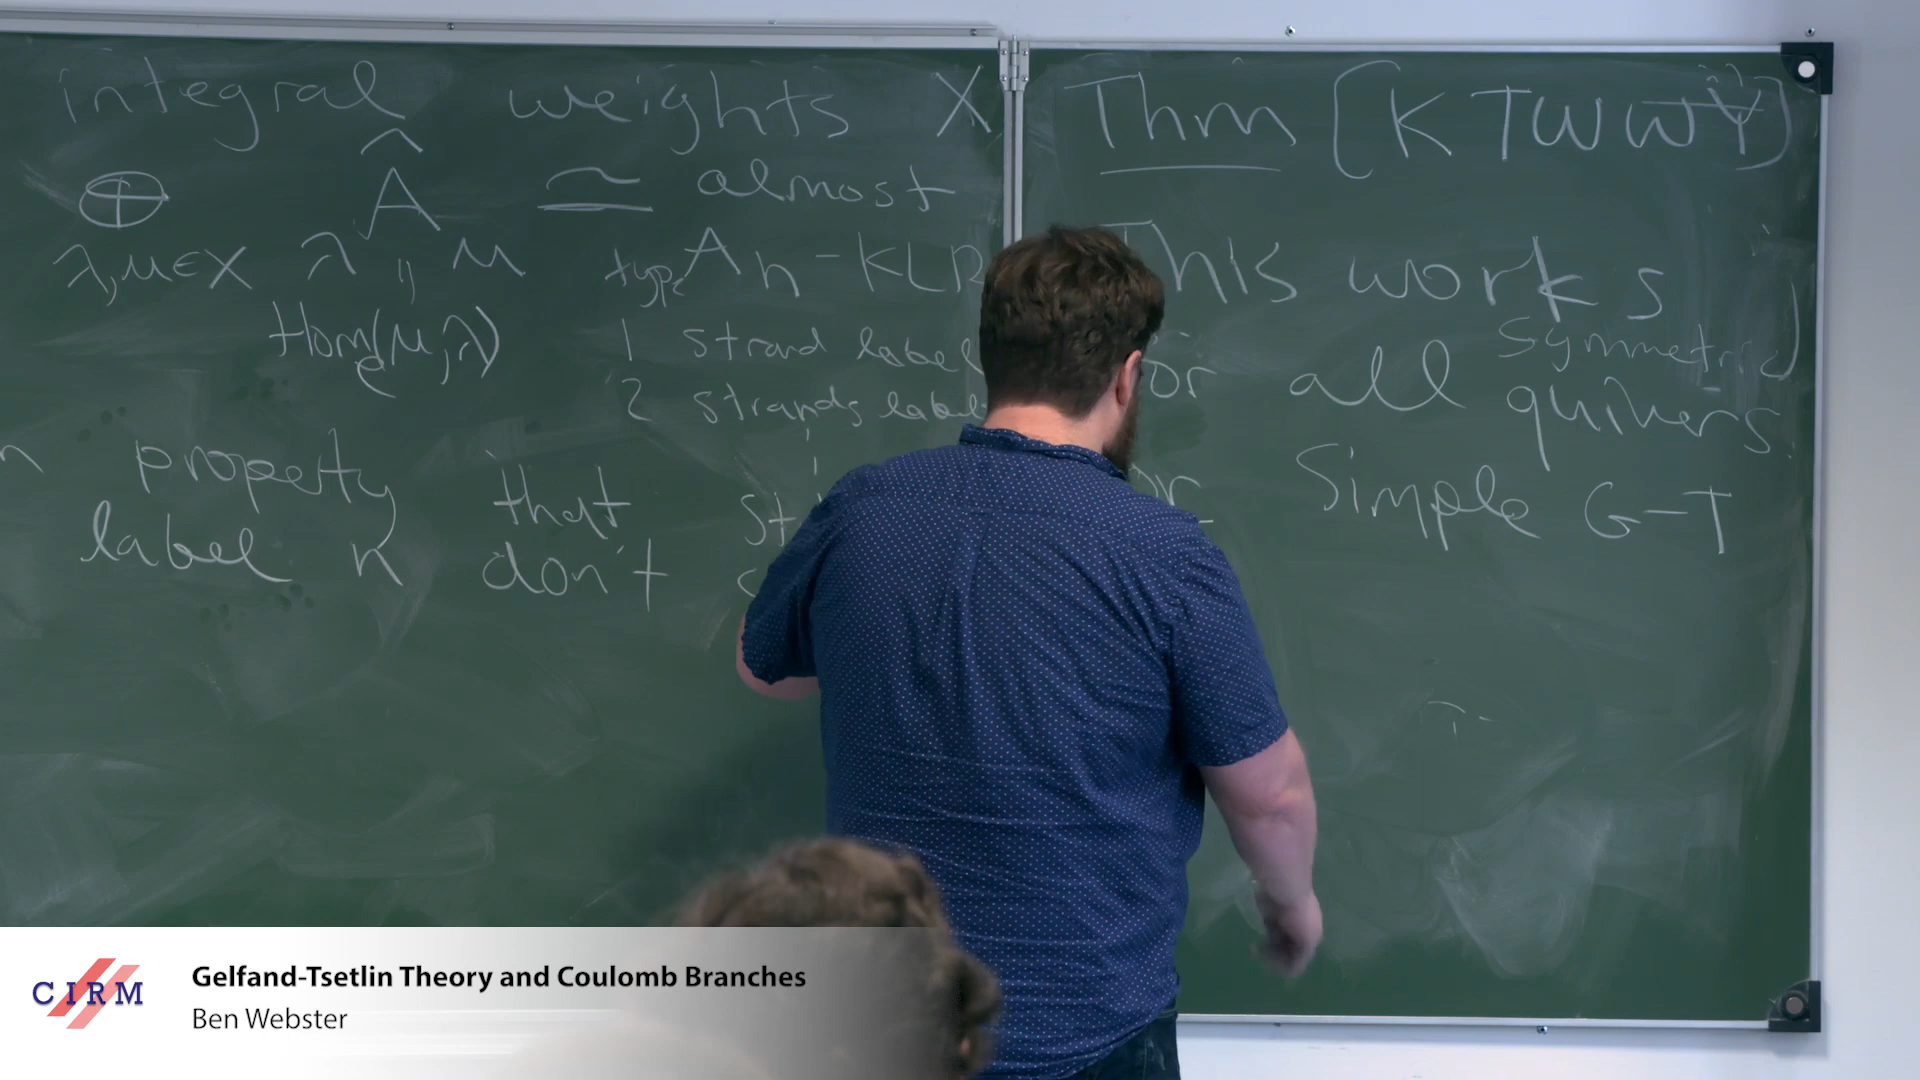 integral weights X
⊕ Â ≅ almost
λ,μ∈X λ μ type An-KLR
Hom(μ,λ)
1 strand label
2 strands label
property that
label n don't
Thm [KTWWY]
This works
for all symmetric
quivers.
Simple G-T
CIRM
Gelfand-Tsetlin Theory and Coulomb Branches
Ben Webster